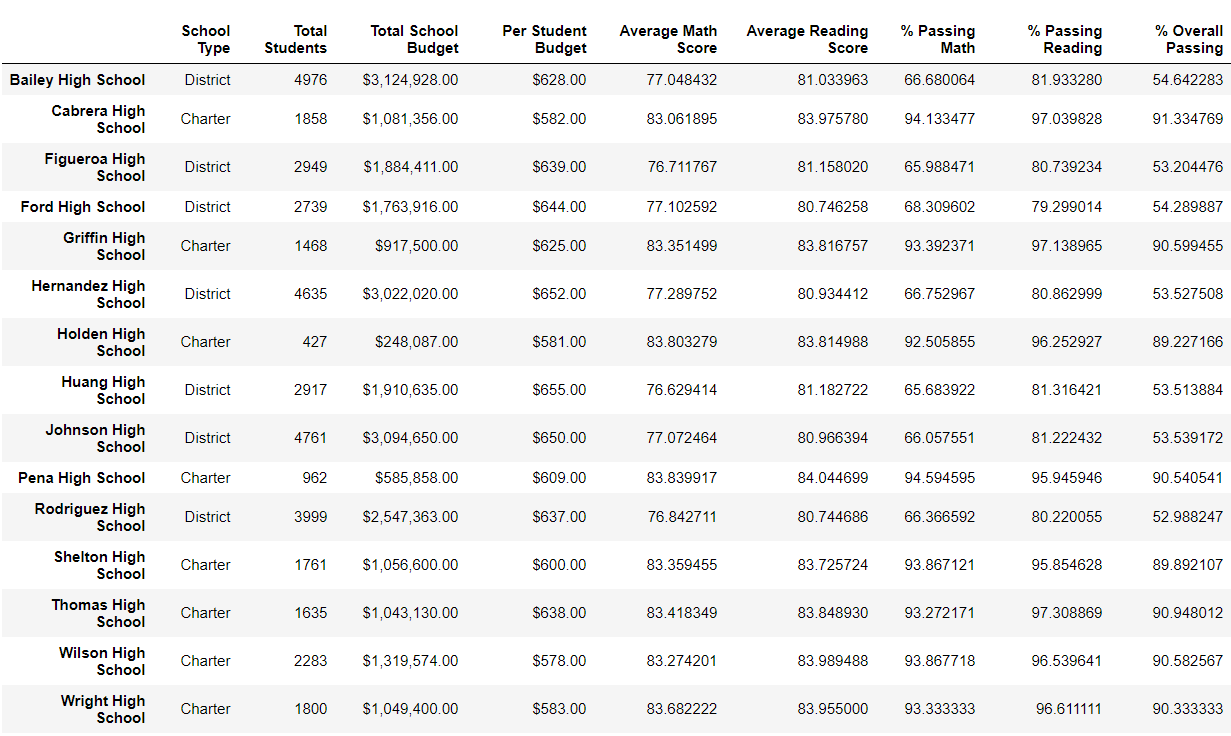 School Type Total Students Total School Budget Per Student Budget Average Math Score Average Reading Score % Passing Math % Passing Reading % Overall Passing
Bailey High School District 4976 $3,124,928.00 $628.00 77.048432 81.033963 66.680064 81.933280 54.642283
Cabrera High School Charter 1858 $1,081,356.00 $582.00 83.061895 83.975780 94.133477 97.039828 91.334769
Figueroa High School District 2949 $1,884,411.00 $639.00 76.711767 81.158020 65.988471 80.739234 53.204476
Ford High School District 2739 $1,763,916.00 $644.00 77.102592 80.746258 68.309602 79.299014 54.289887
Griffin High School Charter 1468 $917,500.00 $625.00 83.351499 83.816757 93.392371 97.138965 90.599455
Hernandez High School District 4635 $3,022,020.00 $652.00 77.289752 80.934412 66.752967 80.862999 53.527508
Holden High School Charter 427 $248,087.00 $581.00 83.803279 83.814988 92.505855 96.252927 89.227166
Huang High School District 2917 $1,910,635.00 $655.00 76.629414 81.182722 65.683922 81.316421 53.513884
Johnson High School District 4761 $3,094,650.00 $650.00 77.072464 80.966394 66.057551 81.222432 53.539172
Pena High School Charter 962 $585,858.00 $609.00 83.839917 84.044699 94.594595 95.945946 90.540541
Rodriguez High School District 3999 $2,547,363.00 $637.00 76.842711 80.744686 66.366592 80.220055 52.988247
Shelton High School Charter 1761 $1,056,600.00 $600.00 83.359455 83.725724 93.867121 95.854628 89.892107
Thomas High School Charter 1635 $1,043,130.00 $638.00 83.418349 83.848930 93.272171 97.308869 90.948012
Wilson High School Charter 2283 $1,319,574.00 $578.00 83.274201 83.989488 93.867718 96.539641 90.582567
Wright High School Charter 1800 $1,049,400.00 $583.00 83.682222 83.955000 93.333333 96.611111 90.333333